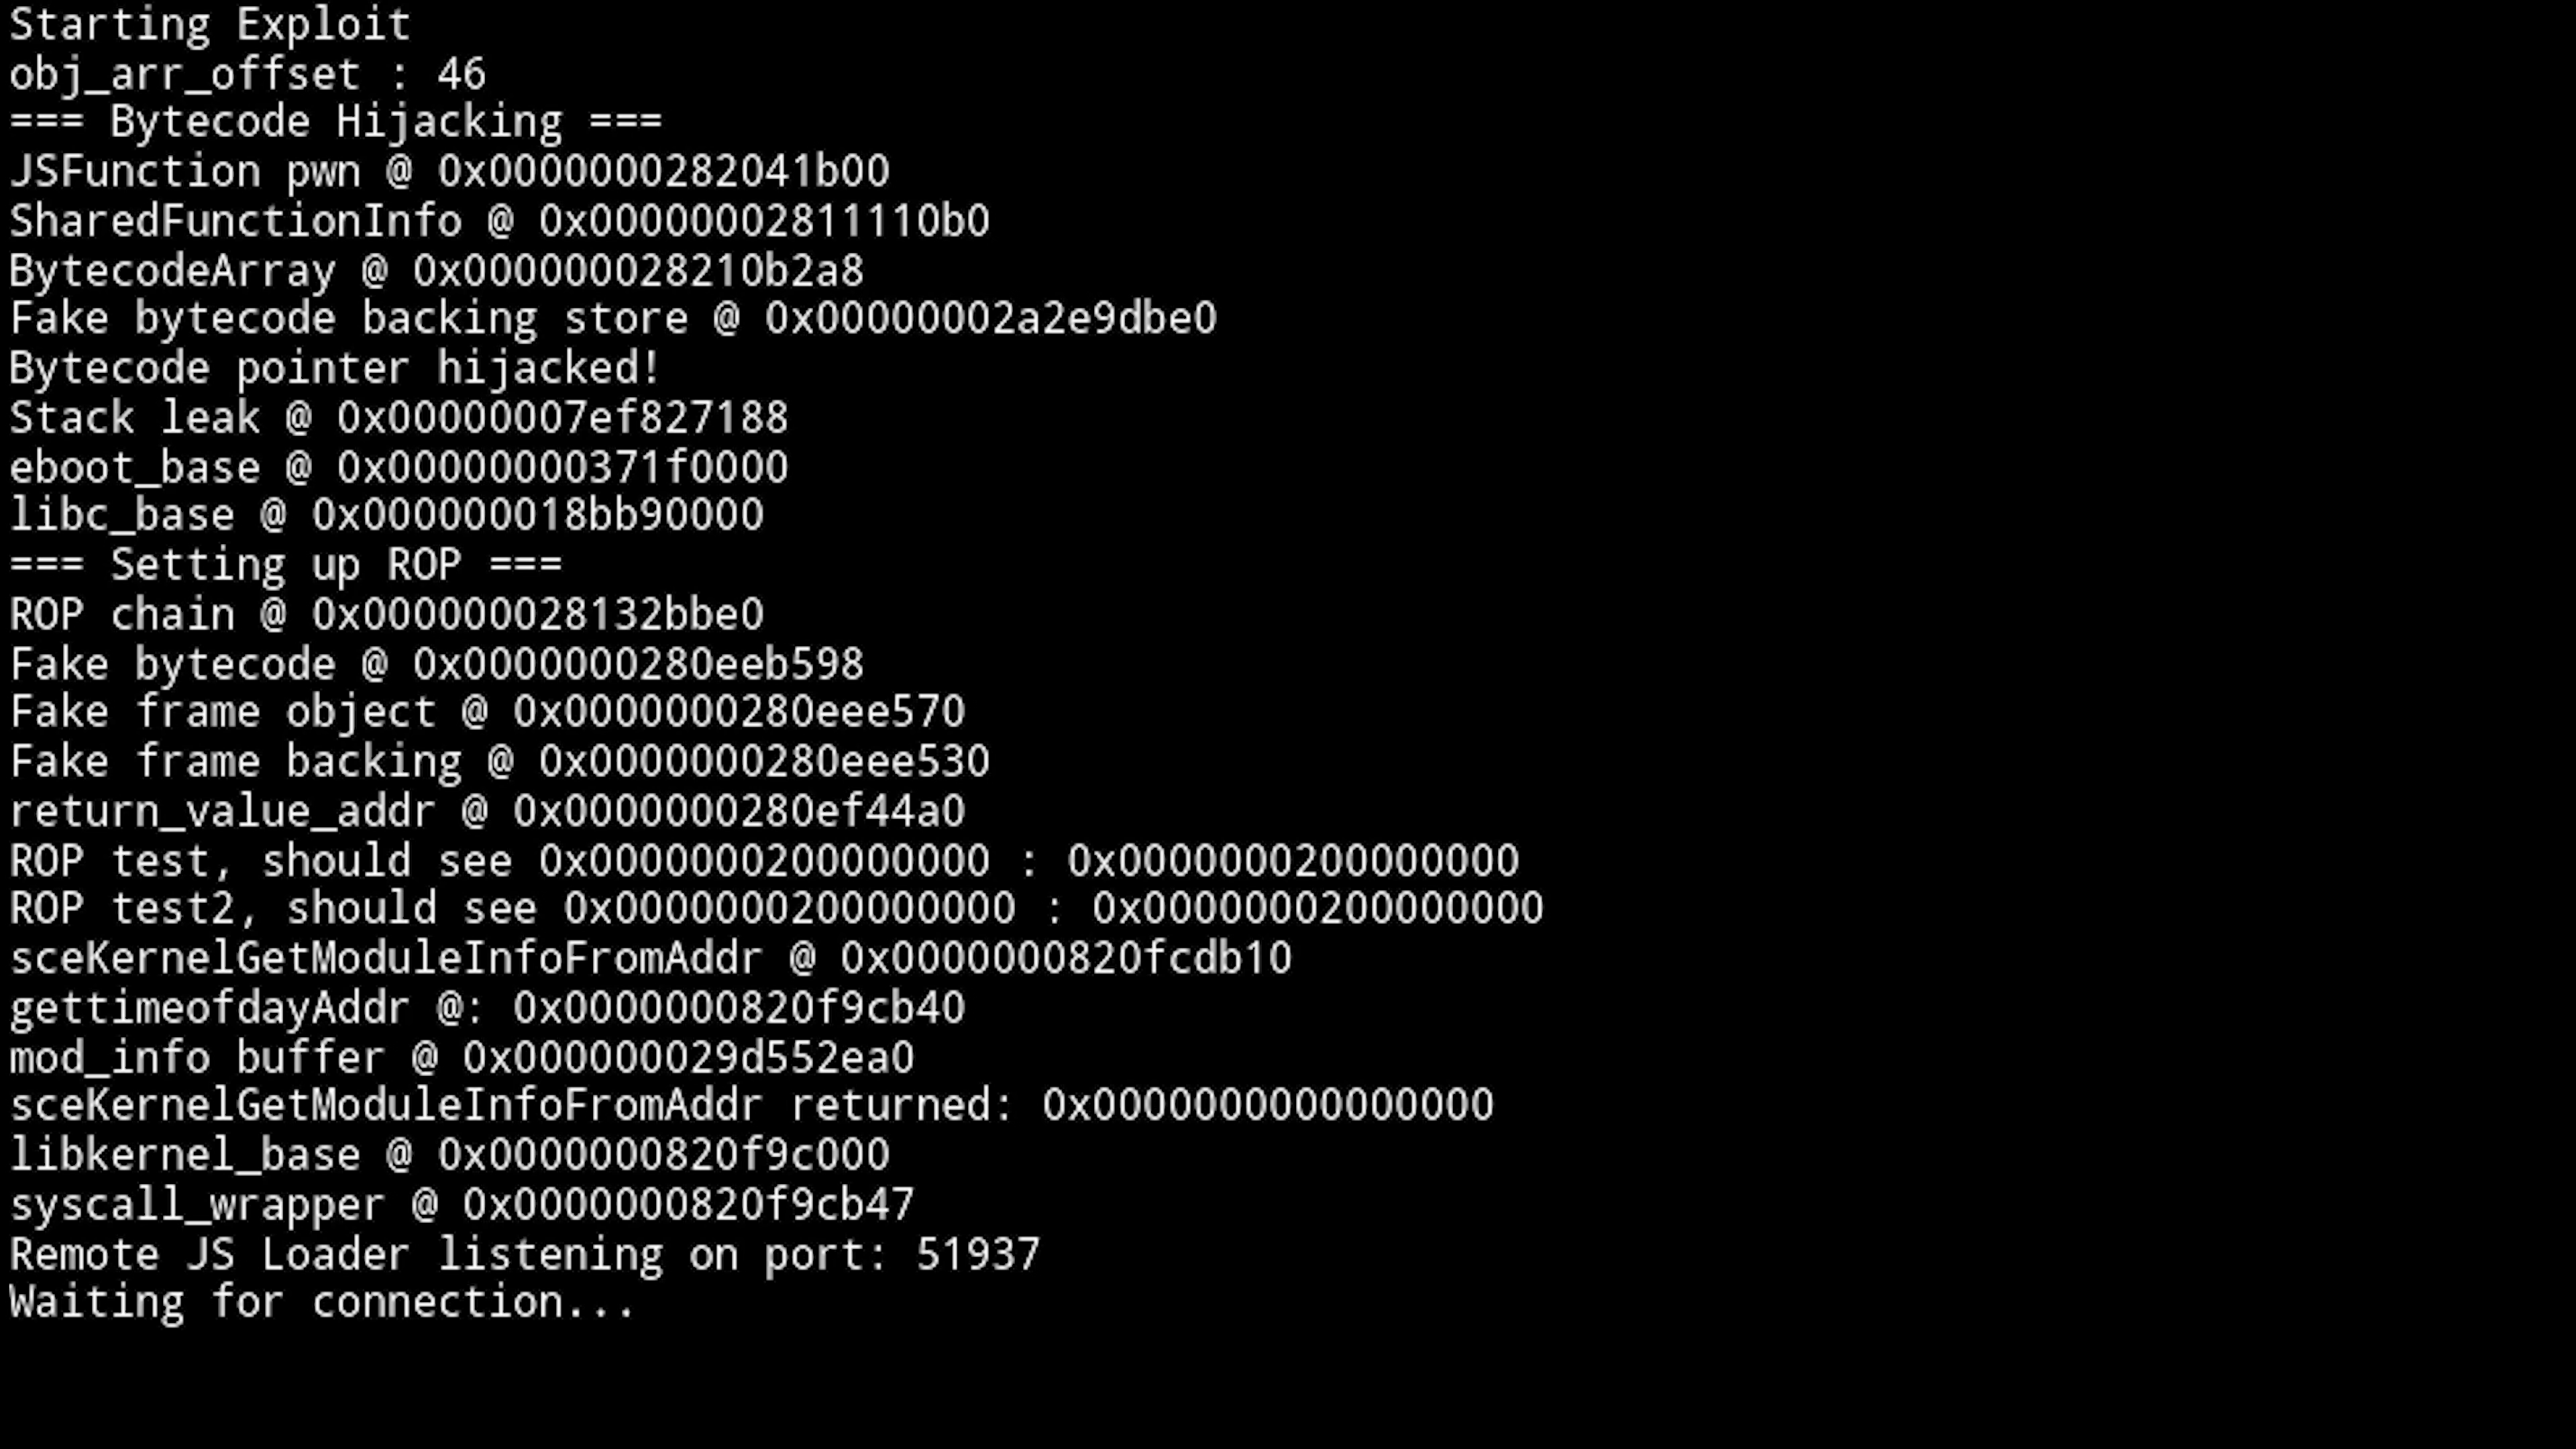 Starting Exploit
obj_arr_offset : 46
=== Bytecode Hijacking ===
JSFunction pwn @ 0x0000000282041b00
SharedFunctionInfo @ 0x00000002811110b0
BytecodeArray @ 0x000000028210b2a8
Fake bytecode backing store @ 0x00000002a2e9dbe0
Bytecode pointer hijacked!
Stack leak @ 0x00000007ef827188
eboot_base @ 0x00000000371f0000
libc_base @ 0x000000018bb90000
=== Setting up ROP ===
ROP chain @ 0x000000028132bbe0
Fake bytecode @ 0x0000000280eeb598
Fake frame object @ 0x0000000280eee570
Fake frame backing @ 0x0000000280eee530
return_value_addr @ 0x0000000280ef44a0
ROP test, should see 0x0000000200000000 : 0x0000000200000000
ROP test2, should see 0x0000000200000000 : 0x0000000200000000
sceKernelGetModuleInfoFromAddr @ 0x0000000820fcdb10
gettimeofdayAddr @: 0x0000000820f9cb40
mod_info buffer @ 0x000000029d552ea0
sceKernelGetModuleInfoFromAddr returned: 0x0000000000000000
libkernel_base @ 0x0000000820f9c000
syscall_wrapper @ 0x0000000820f9cb47
Remote JS Loader listening on port: 51937
Waiting for connection...